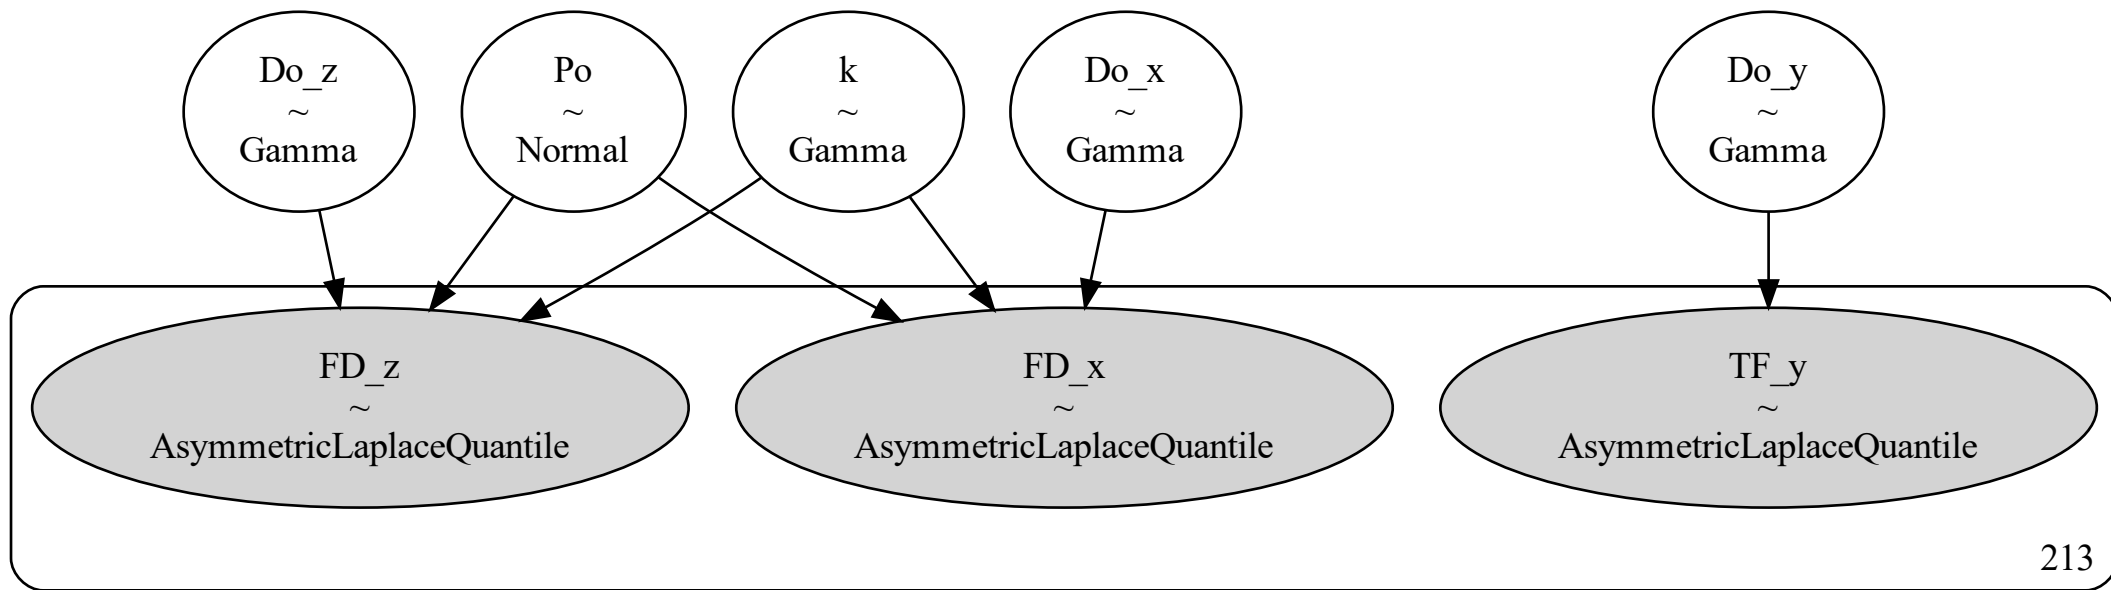 Do_z
~
Gamma
Po
~
Normal
k
~
Gamma
Do_x
~
Gamma
Do_y
~
Gamma
FD_z
~
AsymmetricLaplaceQuantile
FD_x
~
AsymmetricLaplaceQuantile
TF_y
~
AsymmetricLaplaceQuantile
213